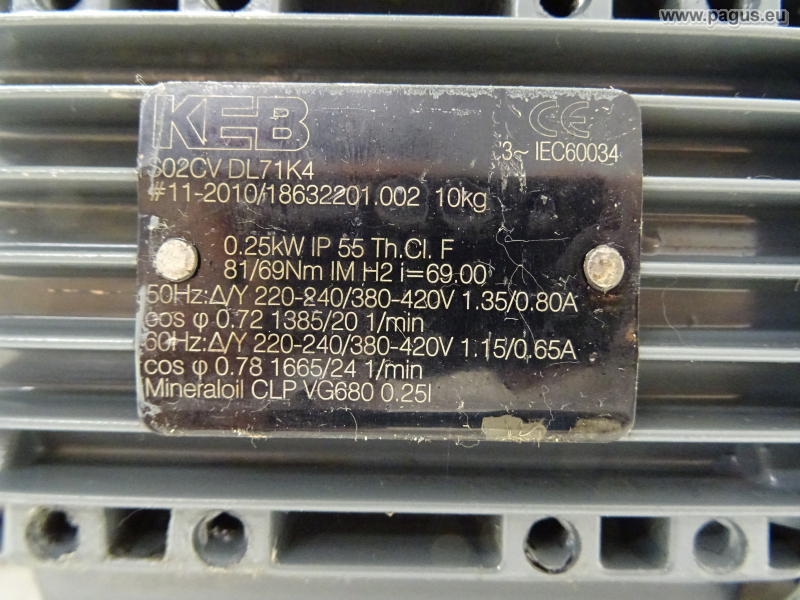 www.pagus.eu
KEB CE
3~ IEC60034
S02CV DL71K4
#11-2010/18632201.002 10kg
0.25kW IP 55 Th.Cl. F
81/69Nm IM H2 i=69.00
50Hz:Δ/Y 220-240/380-420V 1.35/0.80A
cos φ 0.72 1385/20 1/min
60Hz:Δ/Y 220-240/380-420V 1.15/0.65A
cos φ 0.78 1665/24 1/min
Mineraloil CLP VG680 0.25l